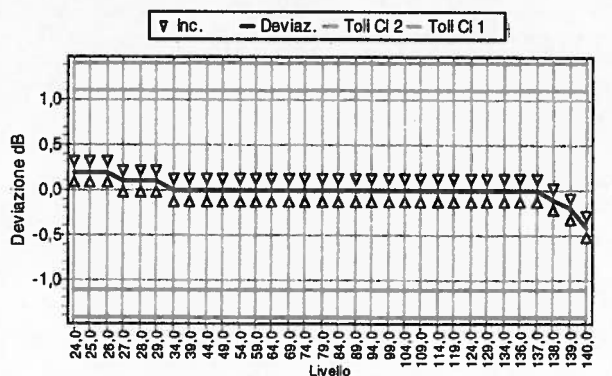 Inc. Deviaz. Toll Cl 2 Toll Cl 1
Deviazione dB
1,0
0,5
0,0
-0,5
-1,0
24,0 25,0 26,0 27,0 28,0 29,0 34,0 39,0 44,0 49,0 54,0 59,0 64,0 69,0 74,0 79,0 84,0 89,0 94,0 99,0 104,0 109,0 114,0 119,0 124,0 129,0 134,0 136,0 137,0 138,0 139,0 140,0
Livello